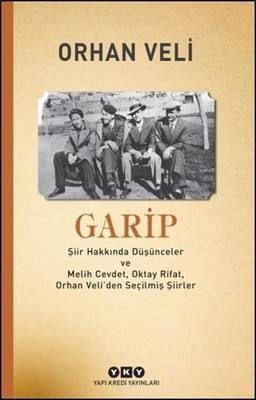 ORHAN VELİ
GARİP
Şiir Hakkında Düşünceler
ve
Melih Cevdet, Oktay Rifat,
Orhan Veli'den Seçilmiş Şiirler
YKY
YAPI KREDİ YAYINLARI